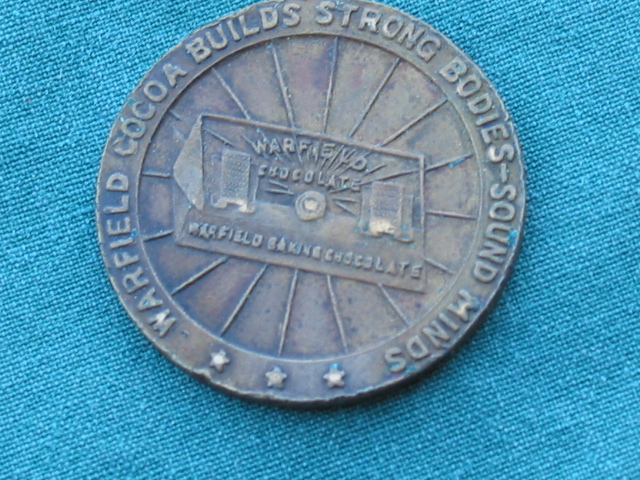 WARFIELD COCOA BUILDS STRONG BODIES-SOUND MINDS
WARFIELD
CHOCOLATE
WARFIELD BAKING CHOCOLATE